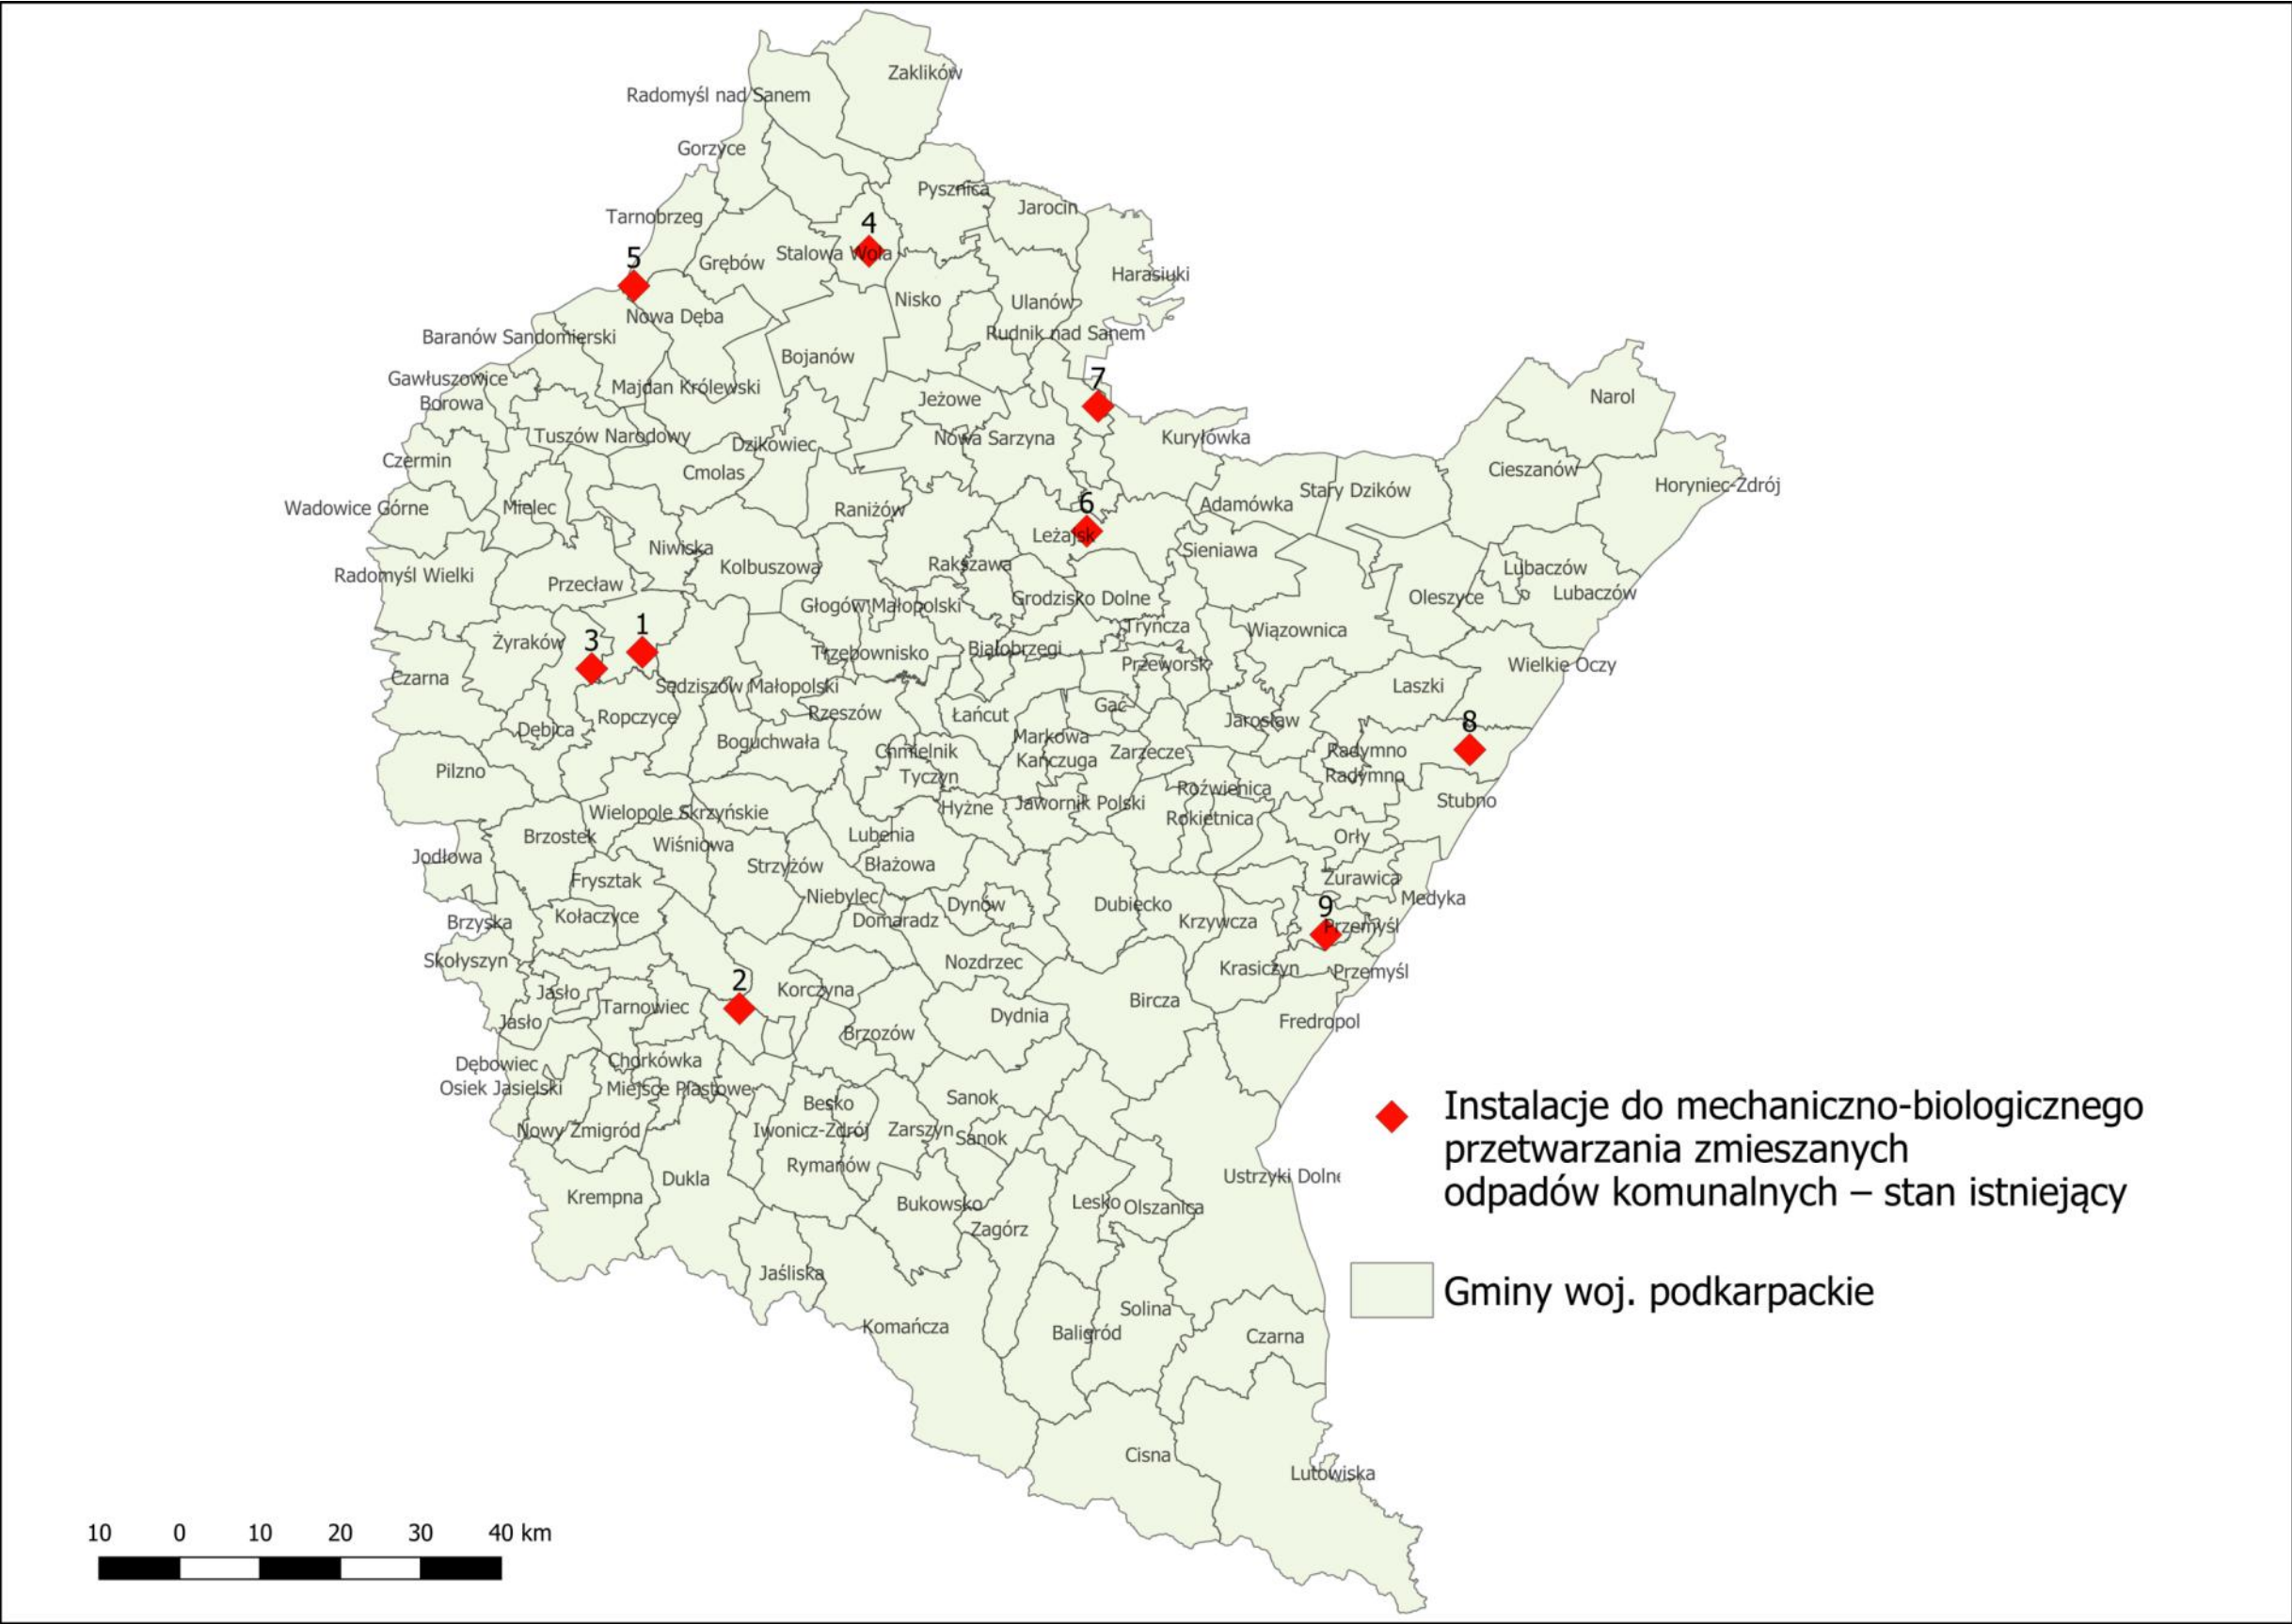 Zaklików
Radomyśl nad Sanem
Gorzyce
Pysznica
Jarocin
Tarnobrzeg
4
Stalowa Wola
5
Grębów
Harasiuki
Nisko
Ulanów
Nowa Dęba
Rudnik nad Sanem
Baranów Sandomierski
Bojanów
Gawłuszowice
Majdan Królewski
7
Narol
Borowa
Jeżowe
Tuszów Narodowy
Dzikowiec
Nowa Sarzyna
Kuryłówka
Czermin
Cmolas
Cieszanów
Horyniec-Zdrój
Stary Dzików
Wadowice Górne
Mielec
Raniżów
6
Adamówka
Leżajsk
Niwiska
Sieniawa
Kolbuszowa
Rakszawa
Lubaczów
Radomyśl Wielki
Przecław
Lubaczów
Głogów Małopolski
Grodzisko Dolne
Oleszyce
1
3
Żyraków
Tryńcza
Wiązownica
Trzebownisko
Białobrzegi
Przeworsk
Wielkie Oczy
Czarna
Sędziszów Małopolski
Laszki
Ropczyce
Rzeszów
Łańcut
Gać
Jarosław
8
Dębica
Boguchwała
Chmielnik
Markowa
Kańczuga
Zarzecze
Radymno
Pilzno
Tyczyn
Radymno
Roźwienica
Stubno
Wielopole Skrzyńskie
Hyżne
Jawornik Polski
Rokietnica
Brzostek
Wiśniowa
Lubenia
Orły
Jodłowa
Strzyżów
Błażowa
Frysztak
Żurawica
Niebylec
Dynów
Dubiecko
9
Medyka
Brzyska
Kołaczyce
Domaradz
Krzywcza
Przemyśl
Skołyszyn
Nozdrzec
Krasiczyn
Przemyśl
2
Jasło
Korczyna
Tarnowiec
Bircza
Jasło
Dydnia
Fredropol
Brzozów
Dębowiec
Chorkówka
Osiek Jasielski
Miejsce Piastowe
Besko
Sanok
Nowy Żmigród
Iwonicz-Zdrój
Zarszyn
Sanok
Rymanów
Dukla
Krempna
Bukowsko
Lesko
Olszanica
Ustrzyki Dolne
Zagórz
Jaśliska
Komańcza
Solina
Baligród
Czarna
Cisna
Lutowiska
Instalacje do mechaniczno-biologicznego
przetwarzania zmieszanych
odpadów komunalnych – stan istniejący
Gminy woj. podkarpackie
10 0 10 20 30 40 km